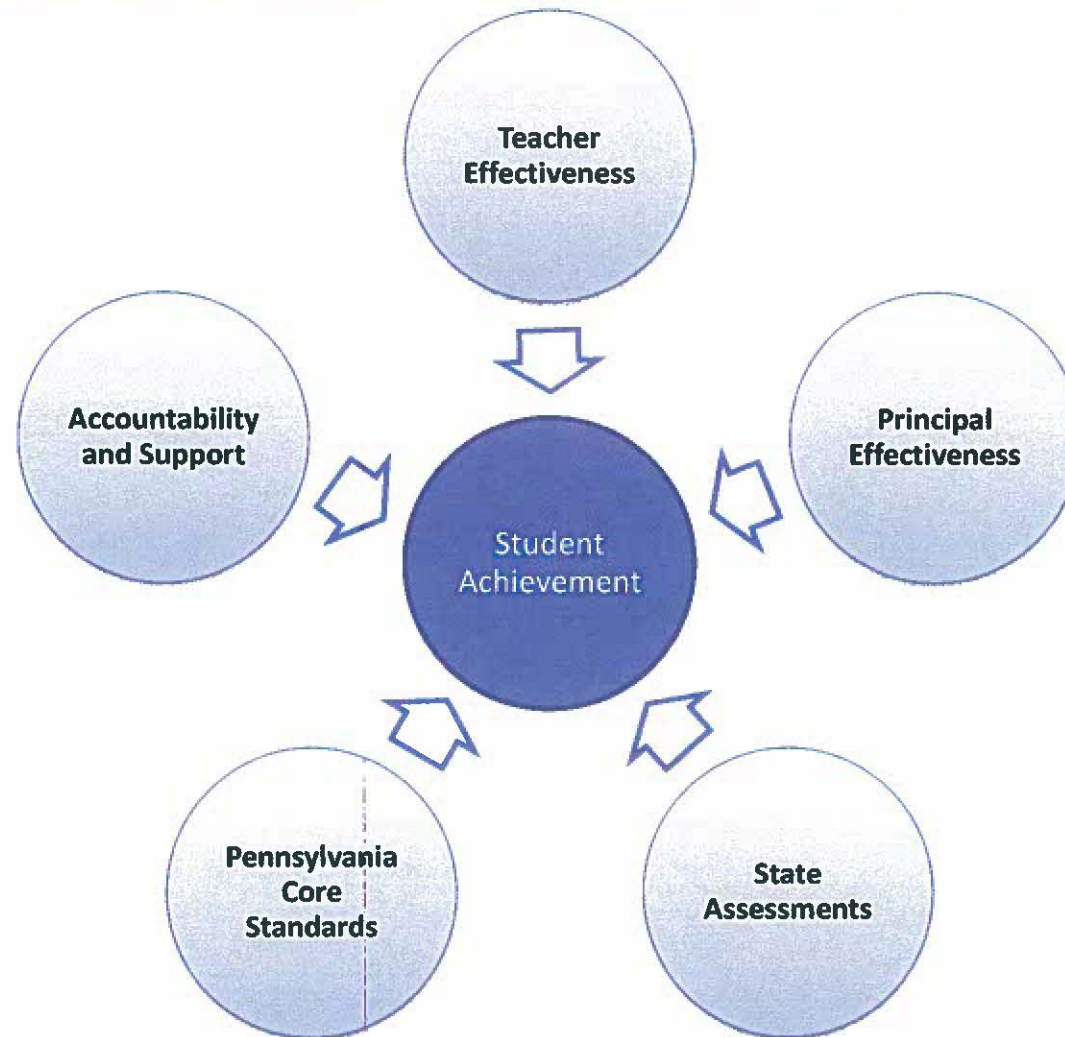 Teacher
Effectiveness
Accountability
and Support
Principal
Effectiveness
Student
Achievement
Pennsylvania
Core
Standards
State
Assessments